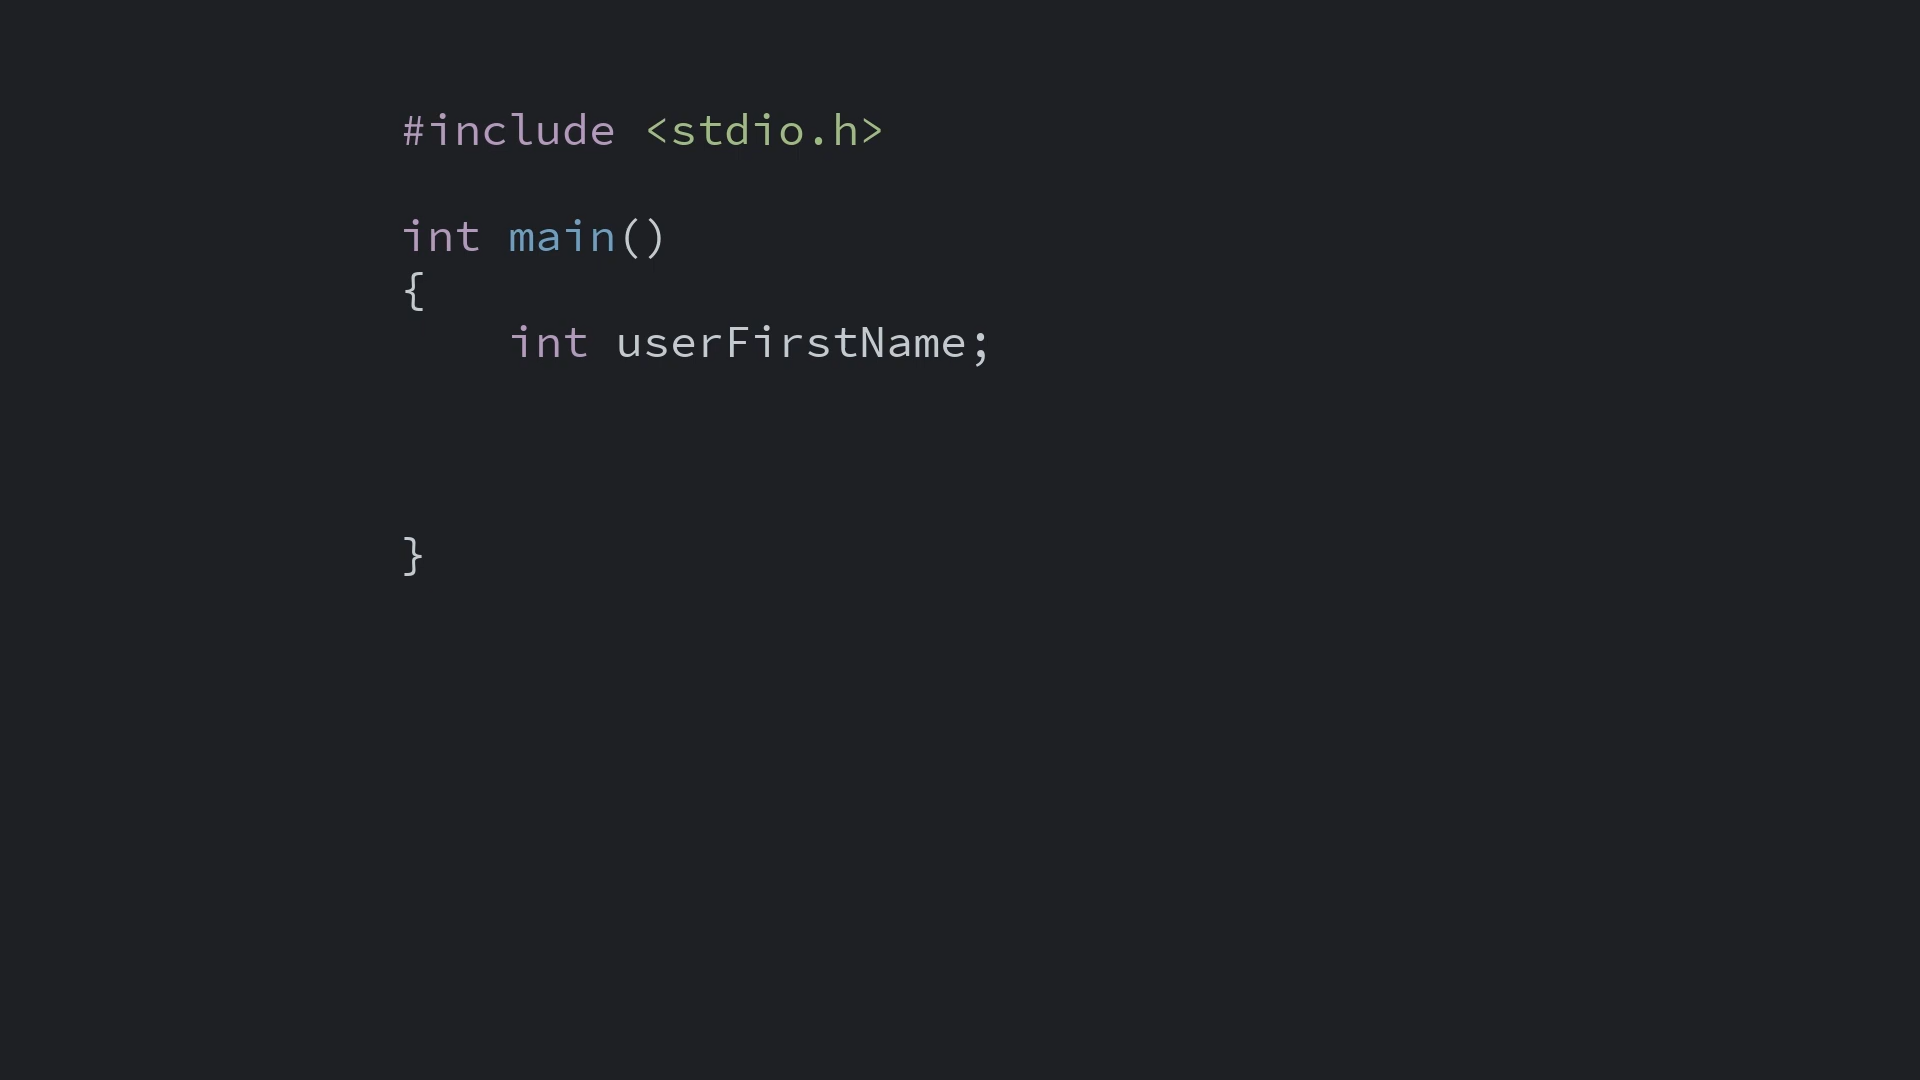 #include <stdio.h>
int main()
{
    int userFirstName;
}